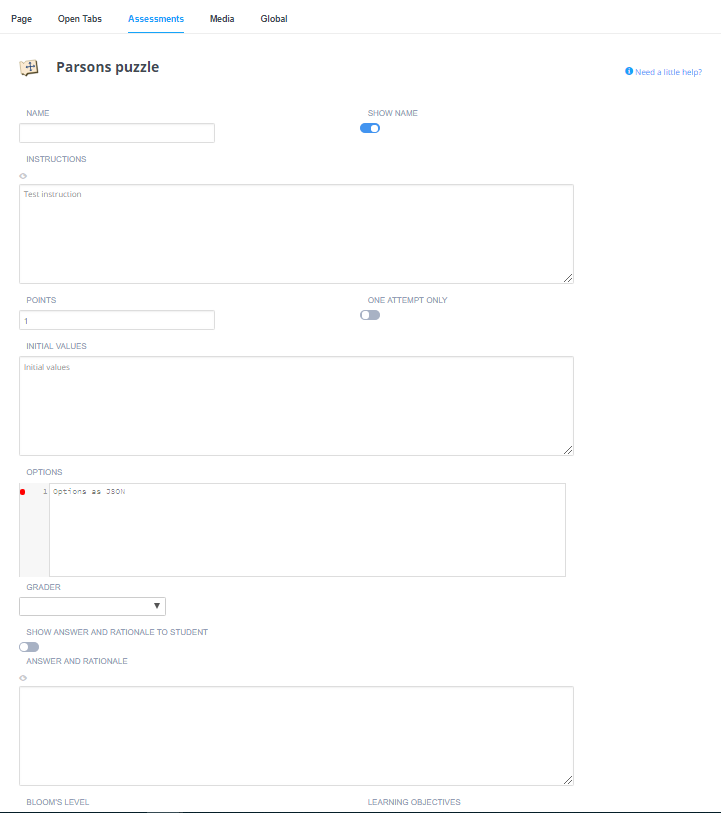 Page Open Tabs Assessments Media Global
Parsons puzzle
Need a little help?
NAME SHOW NAME
INSTRUCTIONS
Test instruction
POINTS ONE ATTEMPT ONLY
1
INITIAL VALUES
Initial values
OPTIONS
1 Options as JSON
GRADER
SHOW ANSWER AND RATIONALE TO STUDENT
ANSWER AND RATIONALE
BLOOM'S LEVEL LEARNING OBJECTIVES